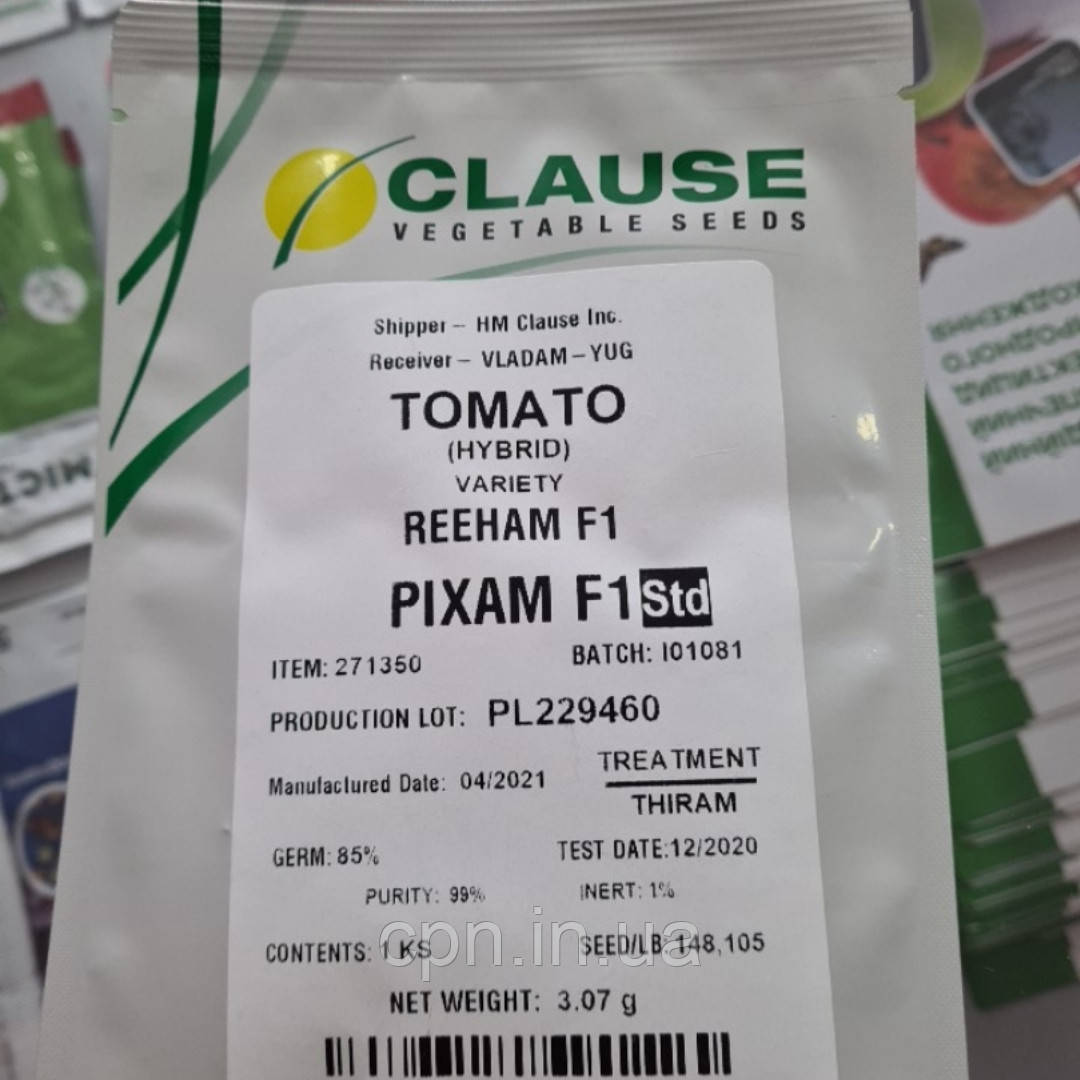 CLAUSE
VEGETABLE SEEDS
Shipper – HM Clause Inc.
Receiver – VLADAM – YUG
TOMATO
(HYBRID)
VARIETY
REEHAM F1
PIXAM F1 Std
ITEM: 271350 BATCH: I01081
PRODUCTION LOT: PL229460
Manufactured Date: 04/2021
TREATMENT
THIRAM
GERM: 85% TEST DATE:12/2020
PURITY: 99% INERT: 1%
CONTENTS: 1 KS SEED/LB: 148,105
cpn.in.ua
NET WEIGHT: 3.07 g